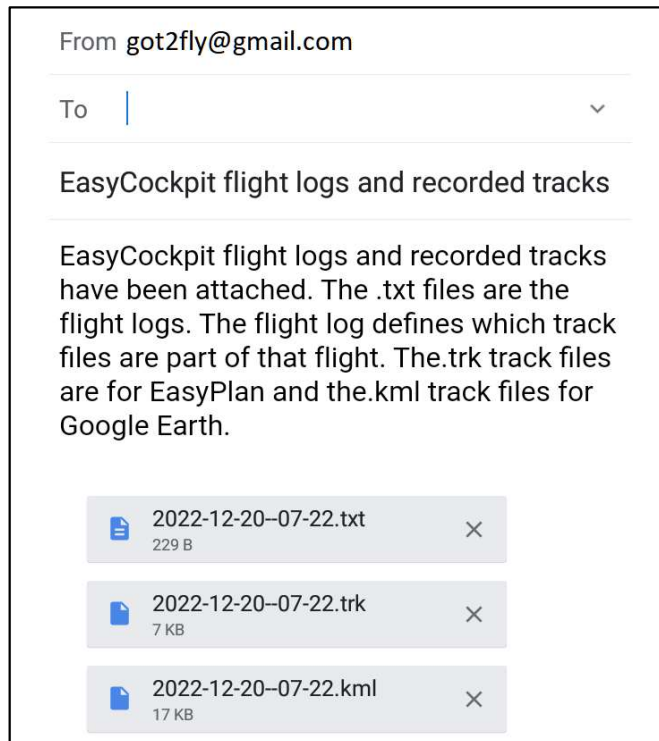 From got2fly@gmail.com
To
EasyCockpit flight logs and recorded tracks
EasyCockpit flight logs and recorded tracks
have been attached. The .txt files are the
flight logs. The flight log defines which track
files are part of that flight. The.trk track files
are for EasyPlan and the.kml track files for
Google Earth.
2022-12-20--07-22.txt
229 B
2022-12-20--07-22.trk
7 KB
2022-12-20--07-22.kml
17 KB